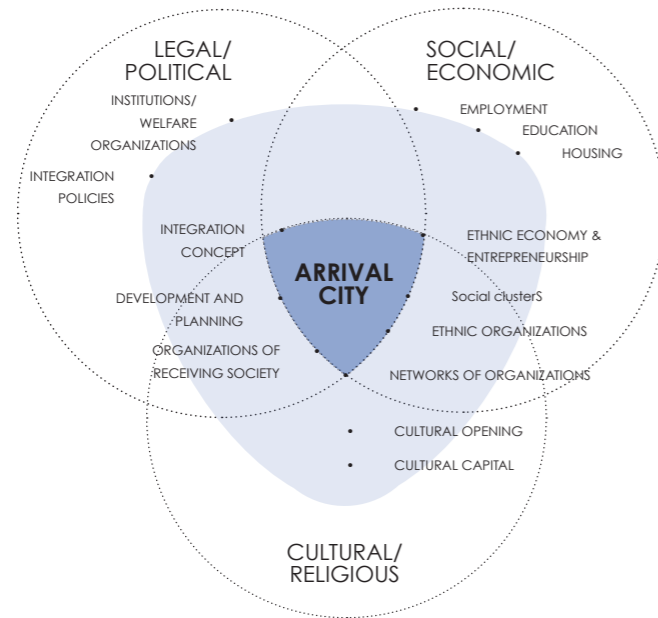 LEGAL/
POLITICAL
SOCIAL/
ECONOMIC
INSTITUTIONS/
WELFARE
ORGANIZATIONS
INTEGRATION
POLICIES
EMPLOYMENT
EDUCATION
HOUSING
INTEGRATION
CONCEPT
DEVELOPMENT AND
PLANNING
ORGANIZATIONS OF
RECEIVING SOCIETY
ARRIVAL
CITY
ETHNIC ECONOMY &
ENTREPRENEURSHIP
Social clusterS
ETHNIC ORGANIZATIONS
NETWORKS OF ORGANIZATIONS
CULTURAL OPENING
CULTURAL CAPITAL
CULTURAL/
RELIGIOUS